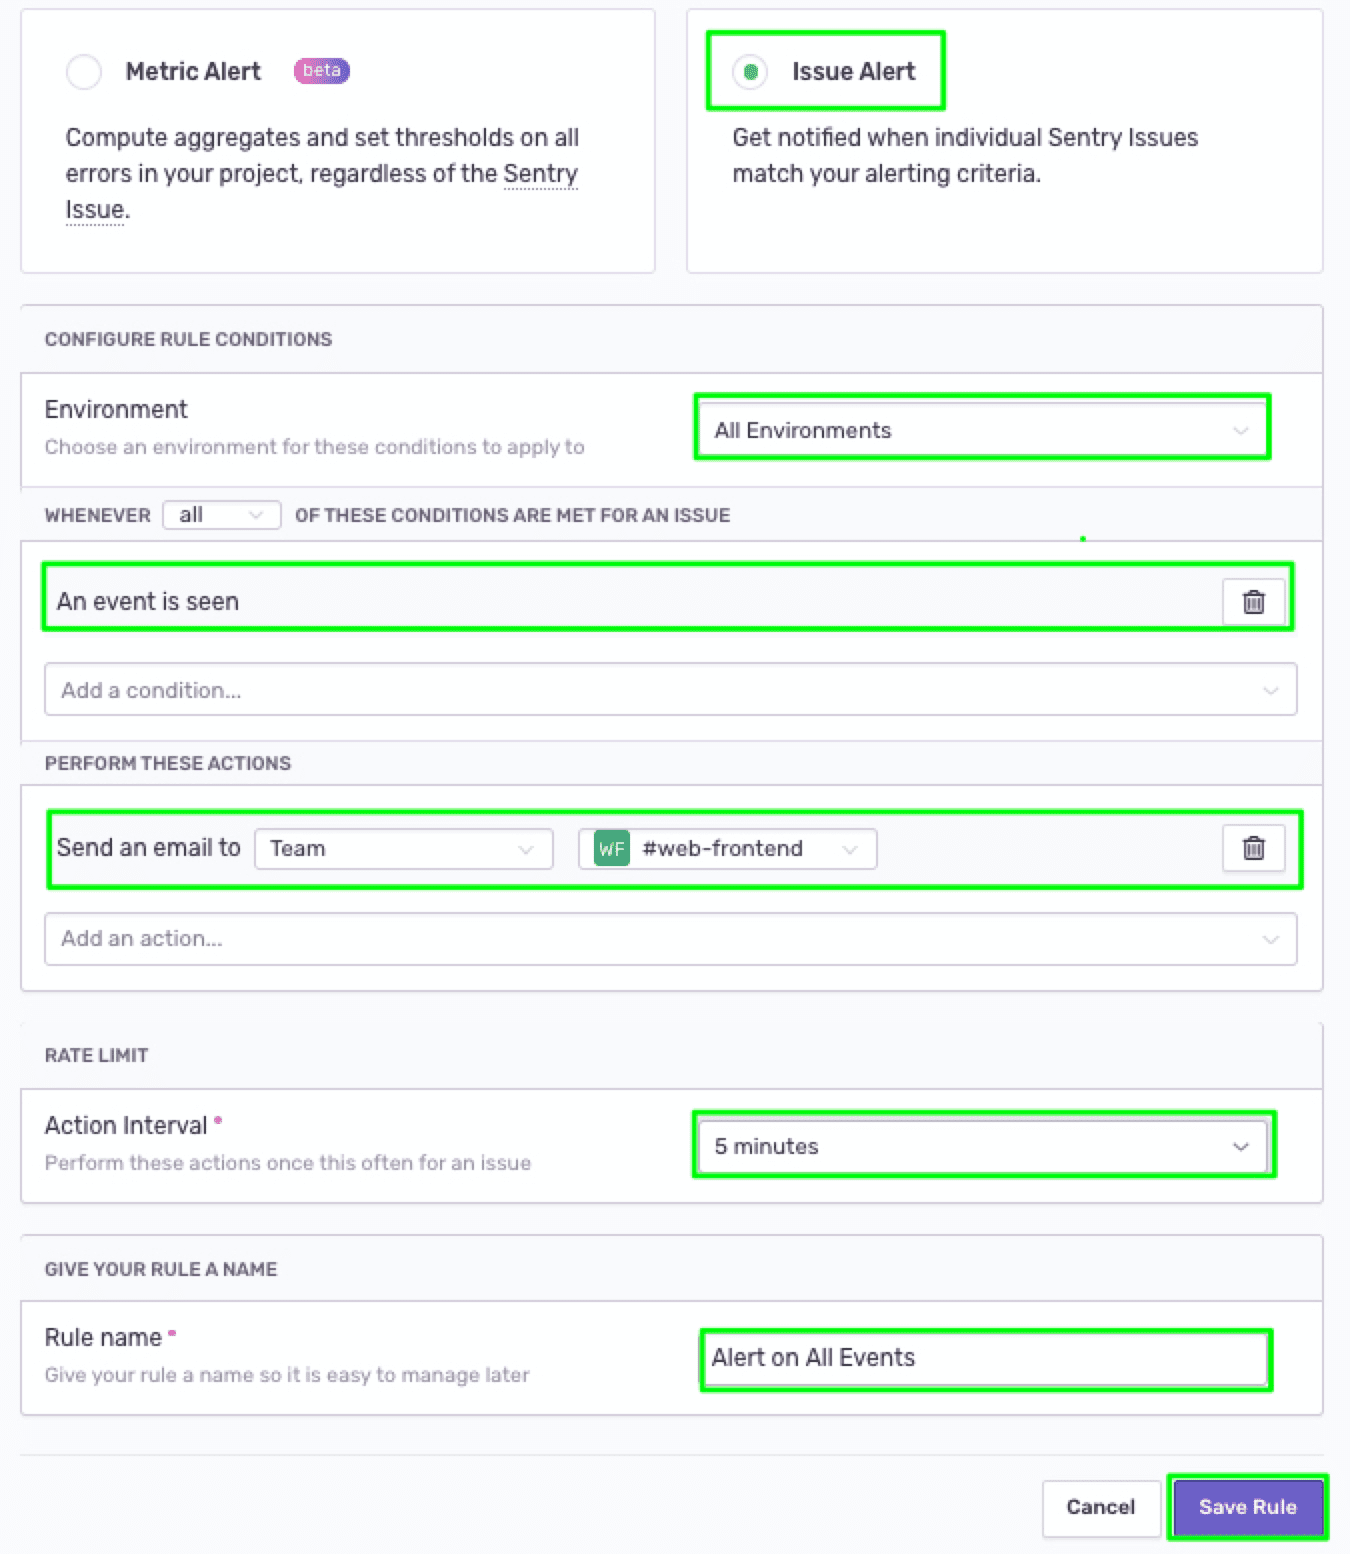 Metric Alert beta
Compute aggregates and set thresholds on all
errors in your project, regardless of the Sentry
Issue.
Issue Alert
Get notified when individual Sentry Issues
match your alerting criteria.
CONFIGURE RULE CONDITIONS
Environment
Choose an environment for these conditions to apply to
All Environments
WHENEVER all OF THESE CONDITIONS ARE MET FOR AN ISSUE
An event is seen
Add a condition...
PERFORM THESE ACTIONS
Send an email to Team WF #web-frontend
Add an action...
RATE LIMIT
Action Interval
Perform these actions once this often for an issue
5 minutes
GIVE YOUR RULE A NAME
Rule name
Give your rule a name so it is easy to manage later
Alert on All Events
Cancel Save Rule